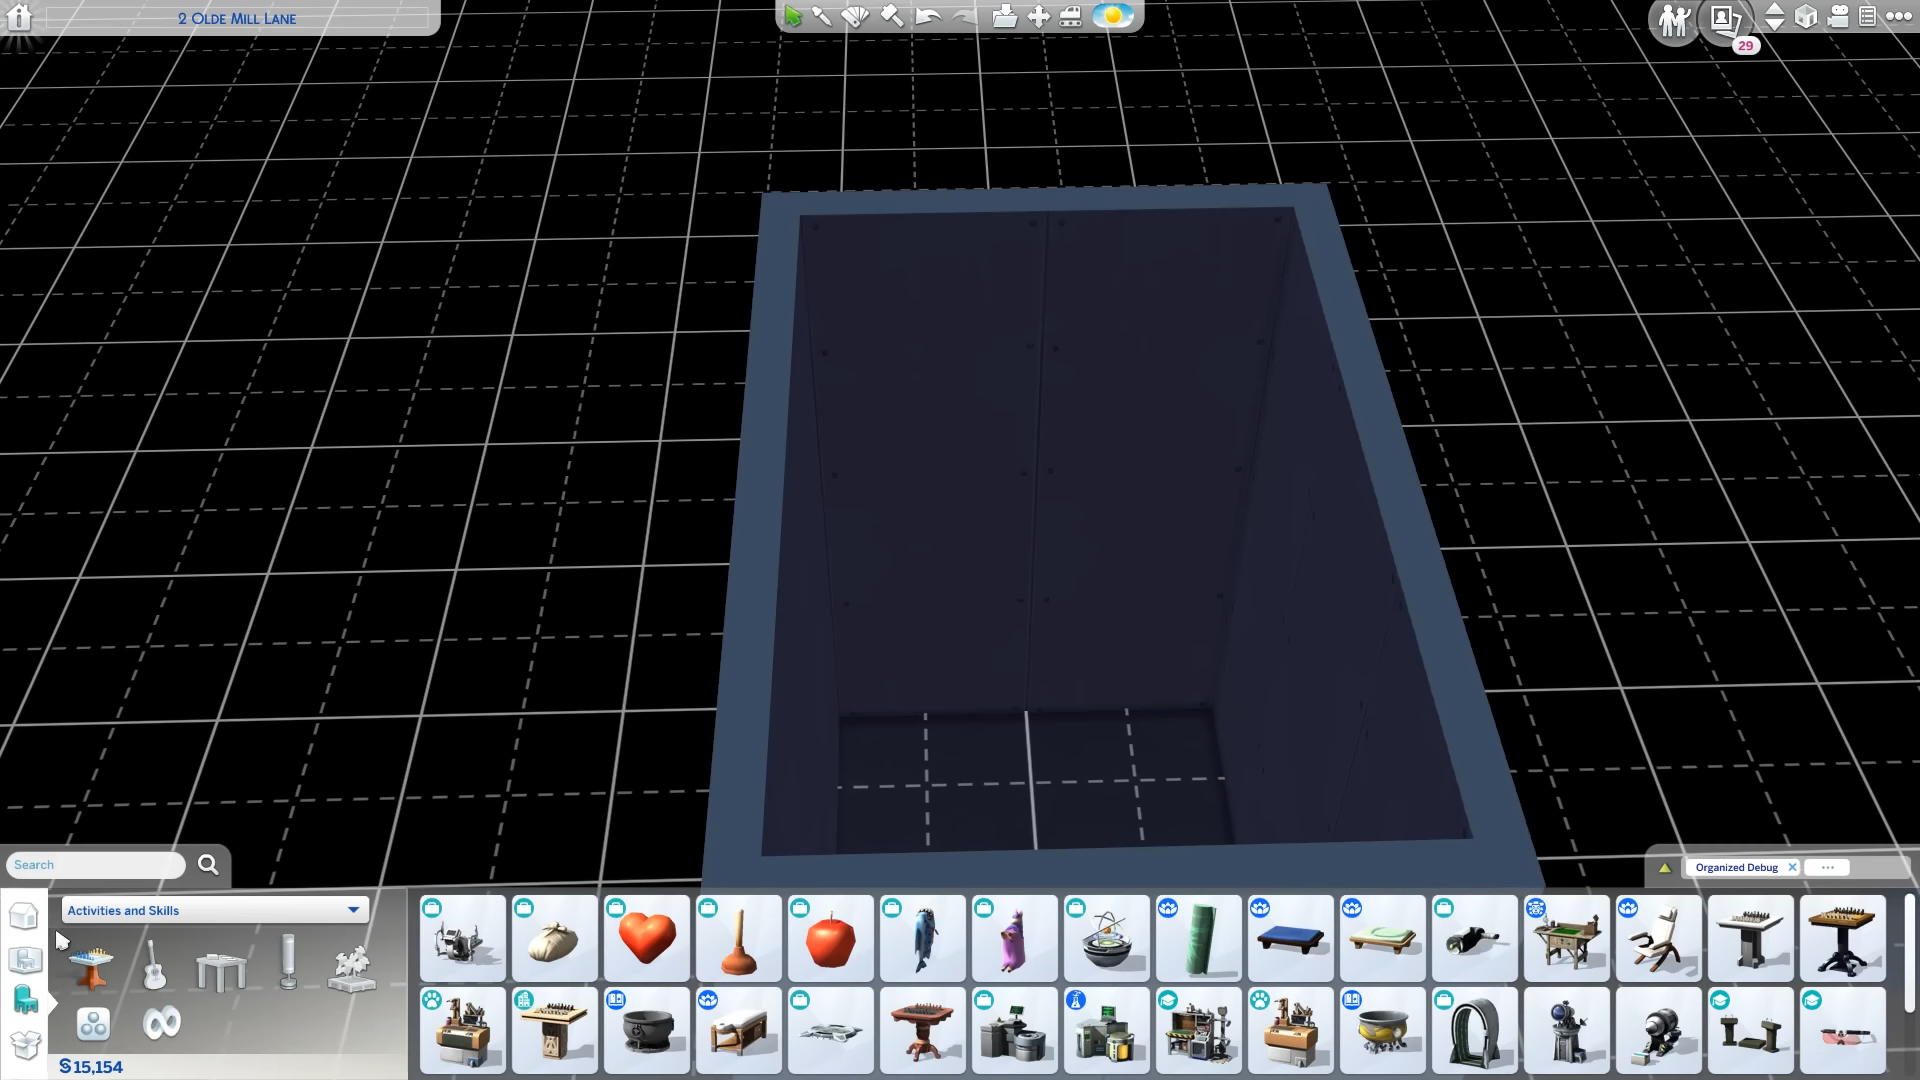 2 Olde Mill Lane
29
Search
Organized Debug
Activities and Skills
§15,154